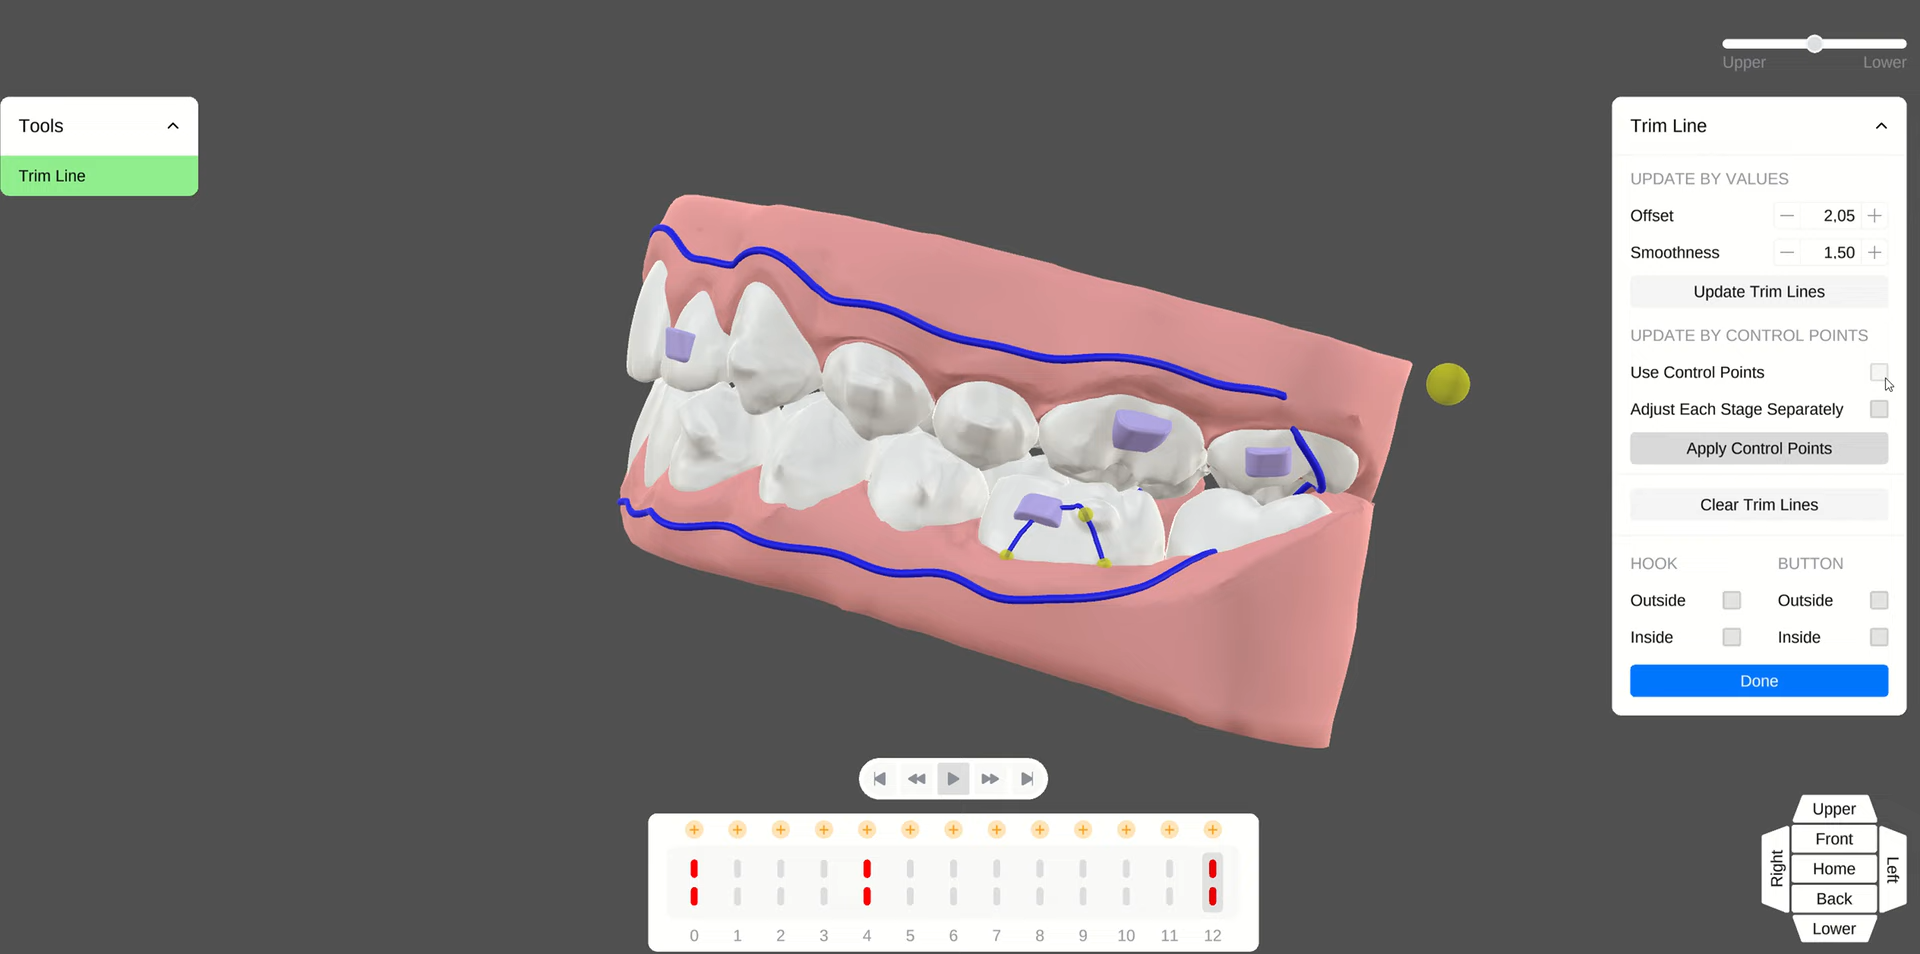 Upper Lower
Tools
Trim Line
Trim Line
UPDATE BY VALUES
Offset 2,05
Smoothness 1.50
Update Trim Lines
UPDATE BY CONTROL POINTS
Use Control Points
Adjust Each Stage Separately
Apply Control Points
Clear Trim Lines
HOOK BUTTON
Outside Outside
Inside Inside
Done
0 1 2 3 4 5 6 7 8 9 10 11 12
Upper
Front
Right Home Left
Back
Lower